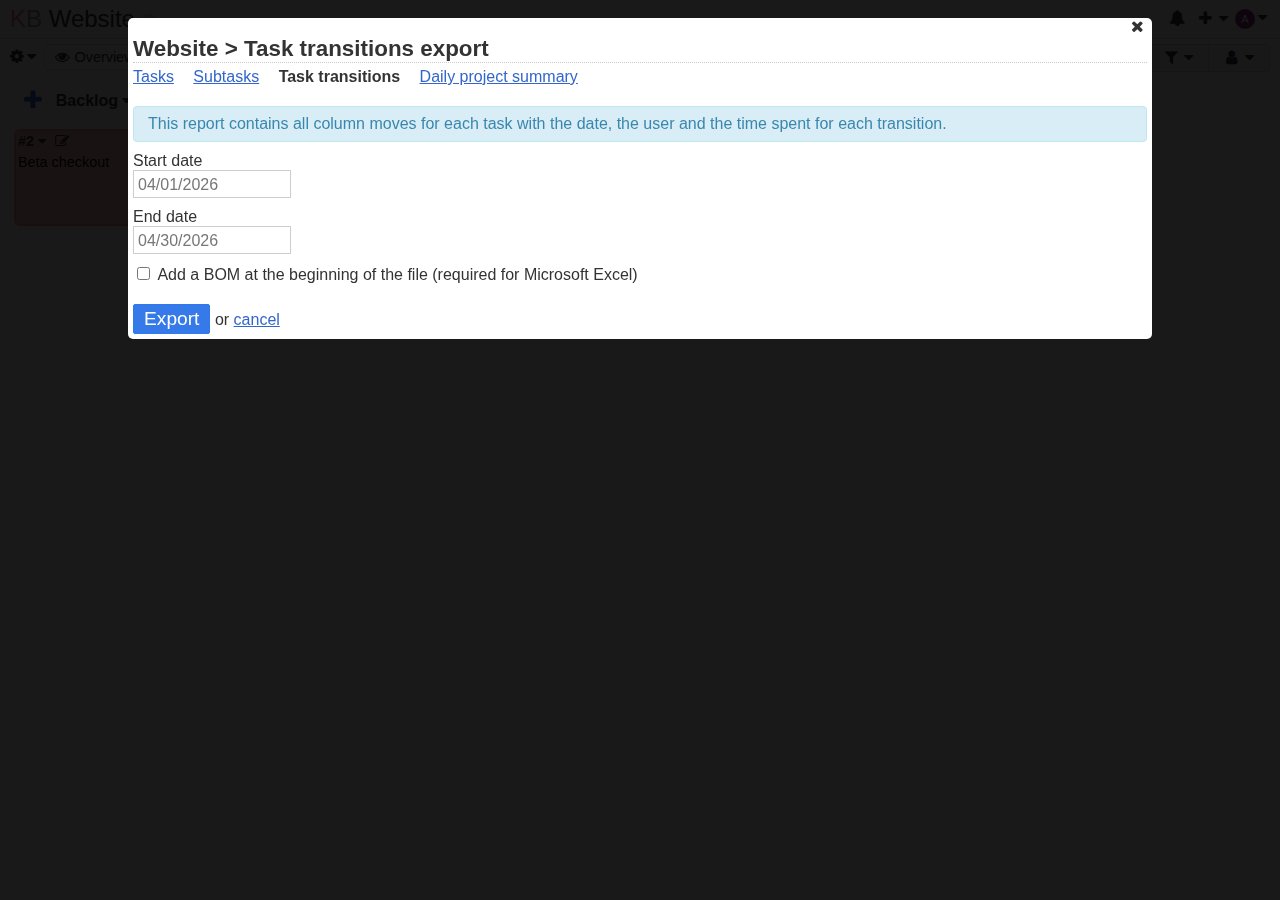 KB Website
Overview
Backlog
#2
Beta checkout
A
Website > Task transitions export
Tasks Subtasks Task transitions Daily project summary
This report contains all column moves for each task with the date, the user and the time spent for each transition.
Start date
04/01/2026
End date
04/30/2026
Add a BOM at the beginning of the file (required for Microsoft Excel)
Export or cancel